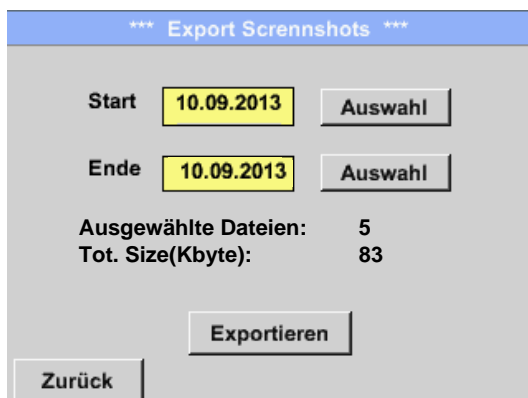 *** Export Scrennshots ***
Start 10.09.2013 Auswahl
Ende 10.09.2013 Auswahl
Ausgewählte Dateien: 5
Tot. Size(Kbyte): 83
Exportieren
Zurück